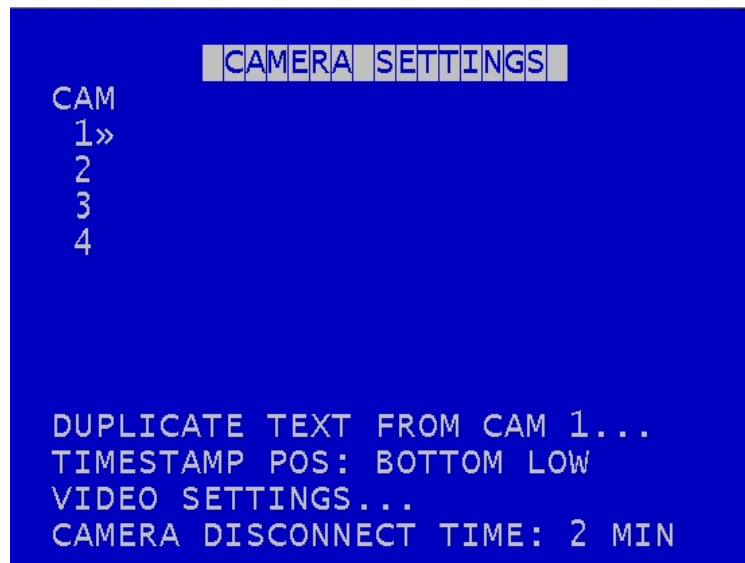 CAMERA SETTINGS
CAM
1»
2
3
4
DUPLICATE TEXT FROM CAM 1...
TIMESTAMP POS: BOTTOM LOW
VIDEO SETTINGS...
CAMERA DISCONNECT TIME: 2 MIN